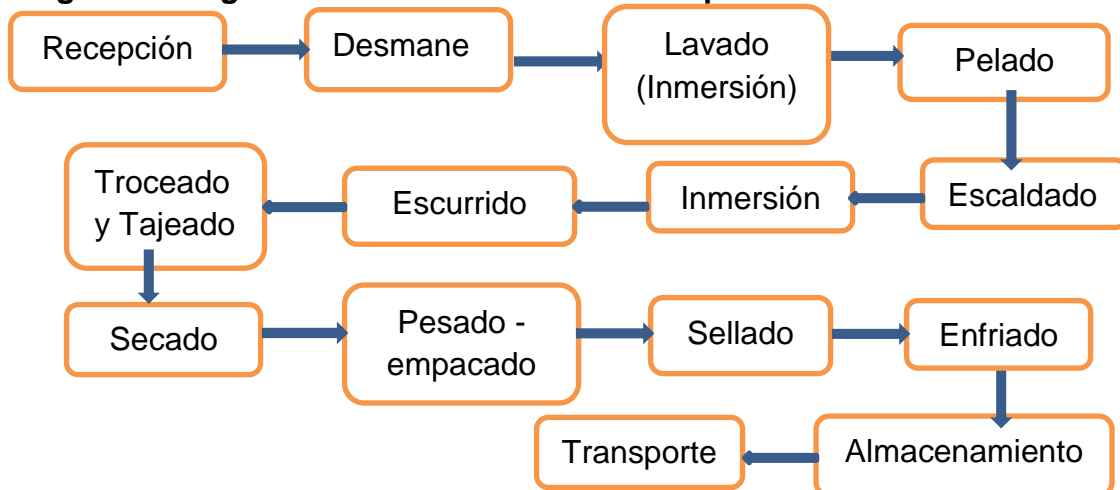 Recepción
Desmane
Lavado
(Inmersión)
Pelado
Escaldado
Inmersión
Escurrido
Troceado
y Tajeado
Secado
Pesado -
empacado
Sellado
Enfriado
Almacenamiento
Transporte